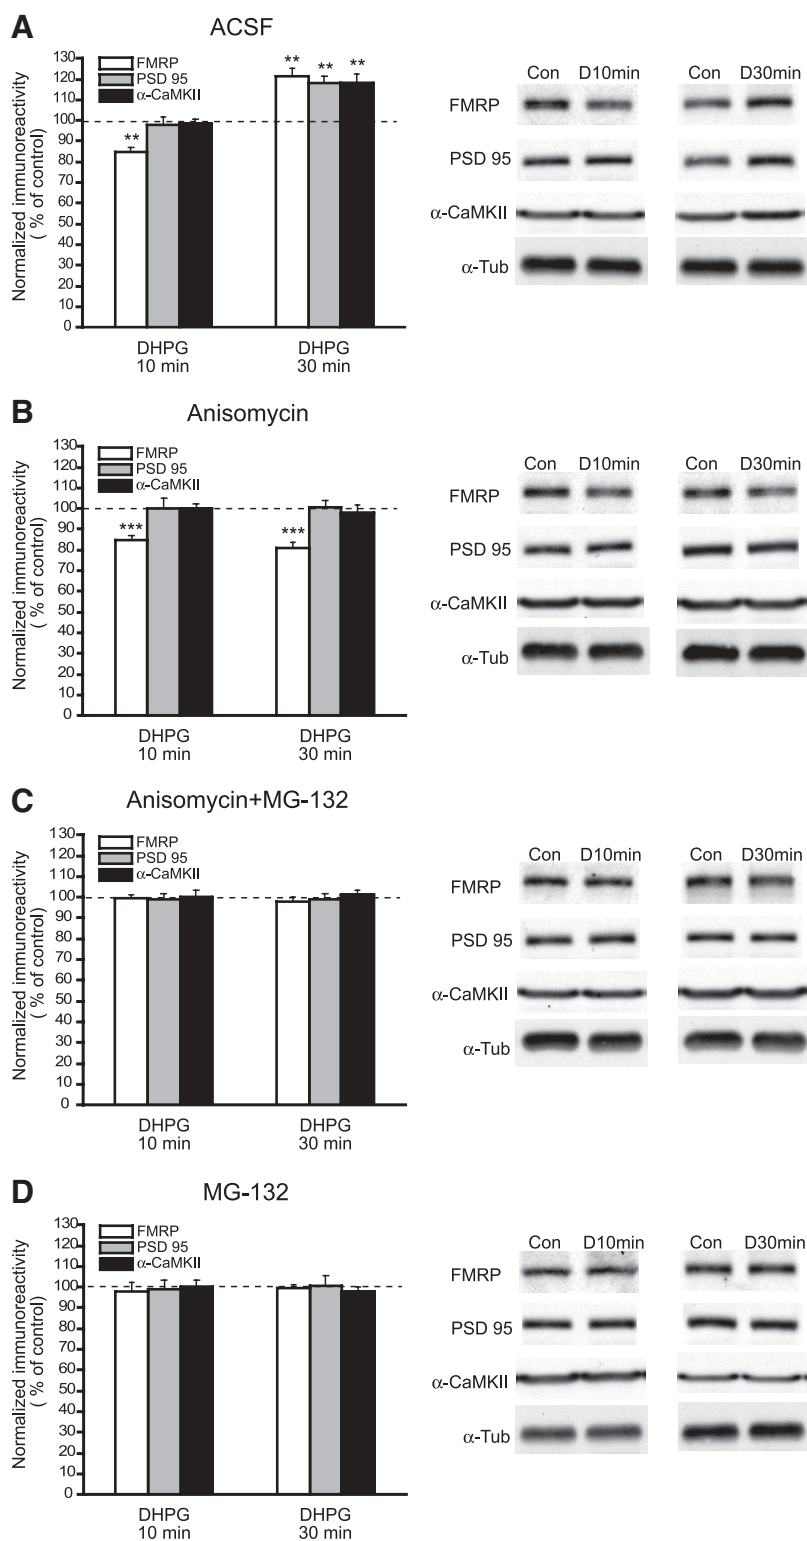 A
ACSF
Normalized immunoreactivity
( % of control)
130
120
110
100
90
80
70
60
50
40
30
20
10
0
FMRP
PSD 95
α-CaMKII
**
** ** **
DHPG
10 min
DHPG
30 min
Con D10min Con D30min
FMRP
PSD 95
α-CaMKII
α-Tub
B
Anisomycin
Normalized immunoreactivity
( % of control)
130
120
110
100
90
80
70
60
50
40
30
20
10
0
FMRP
PSD 95
α-CaMKII
***
***
DHPG
10 min
DHPG
30 min
Con D10min Con D30min
FMRP
PSD 95
α-CaMKII
α-Tub
C
Anisomycin+MG-132
Normalized immunoreactivity
( % of control)
130
120
110
100
90
80
70
60
50
40
30
20
10
0
FMRP
PSD 95
α-CaMKII
DHPG
10 min
DHPG
30 min
Con D10min Con D30min
FMRP
PSD 95
α-CaMKII
α-Tub
D
MG-132
Normalized immunoreactivity
( % of control)
130
120
110
100
90
80
70
60
50
40
30
20
10
0
FMRP
PSD 95
α-CaMKII
DHPG
10 min
DHPG
30 min
Con D10min Con D30min
FMRP
PSD 95
α-CaMKII
α-Tub